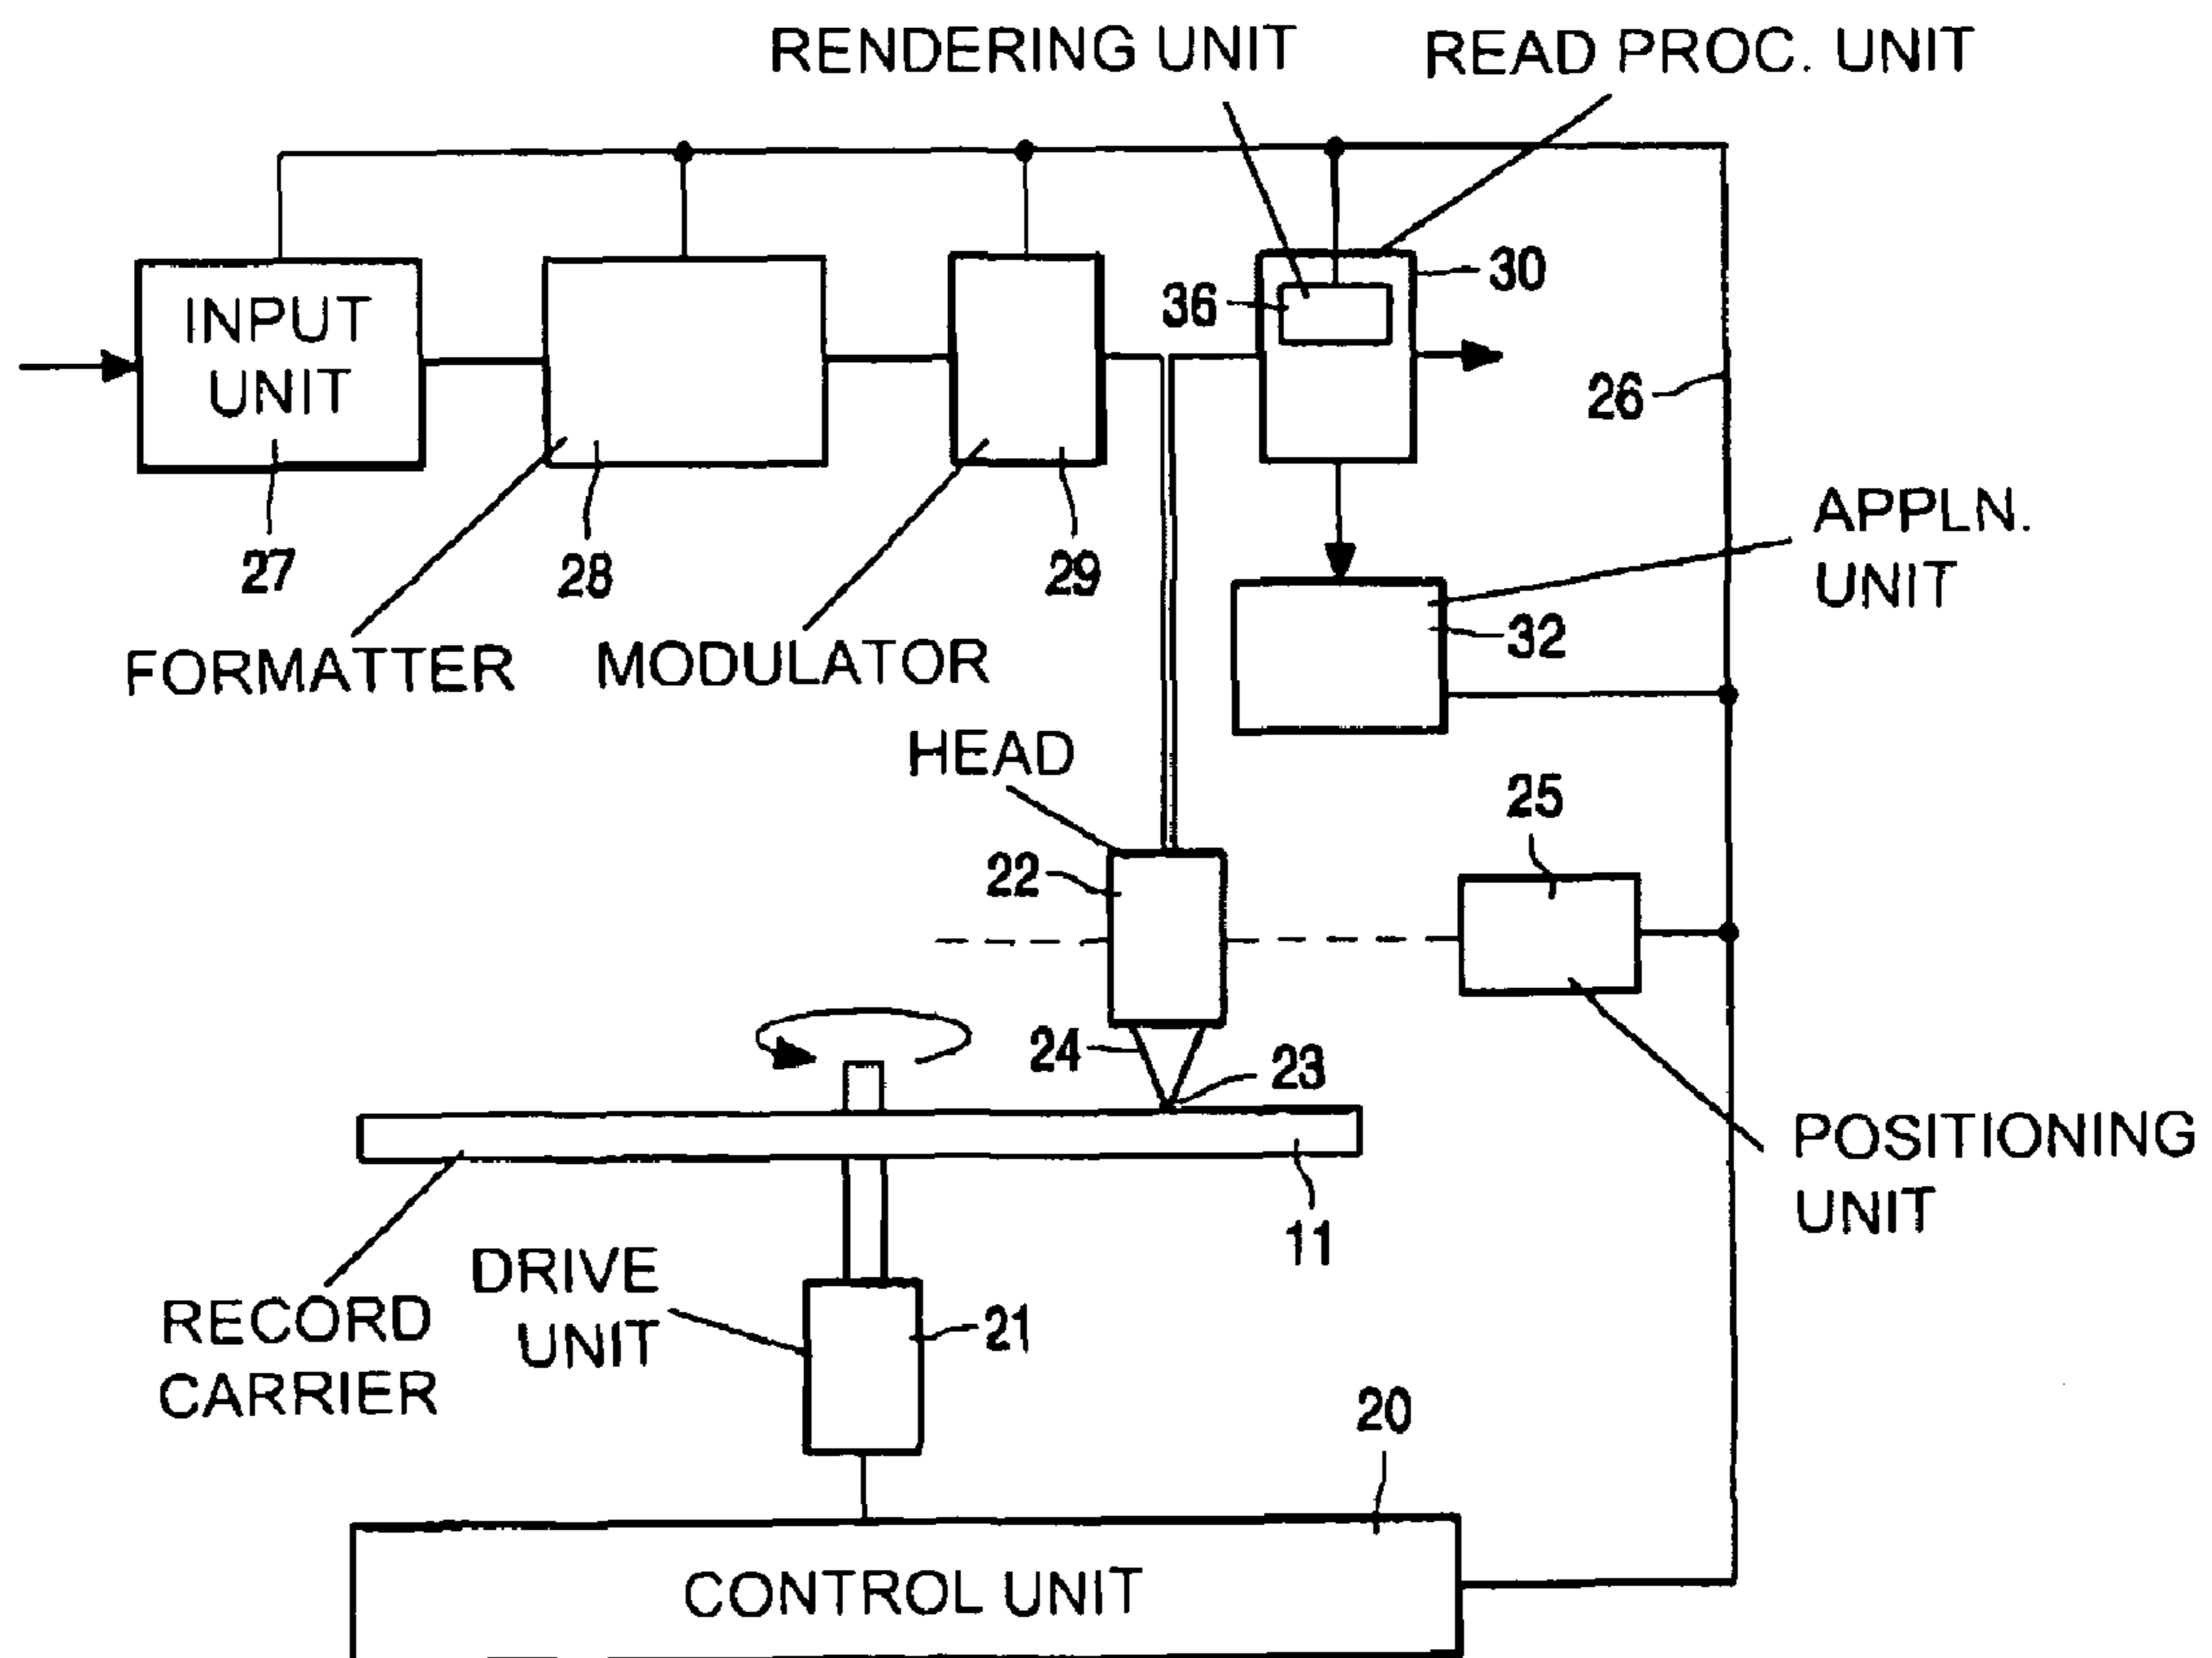 RENDERING UNIT
READ PROC. UNIT
INPUT
UNIT
36
30
26
27
28
29
FORMATTER
MODULATOR
APPLN.
UNIT
32
HEAD
25
22
24
23
11
POSITIONING
UNIT
RECORD
CARRIER
DRIVE
UNIT
21
20
CONTROL UNIT